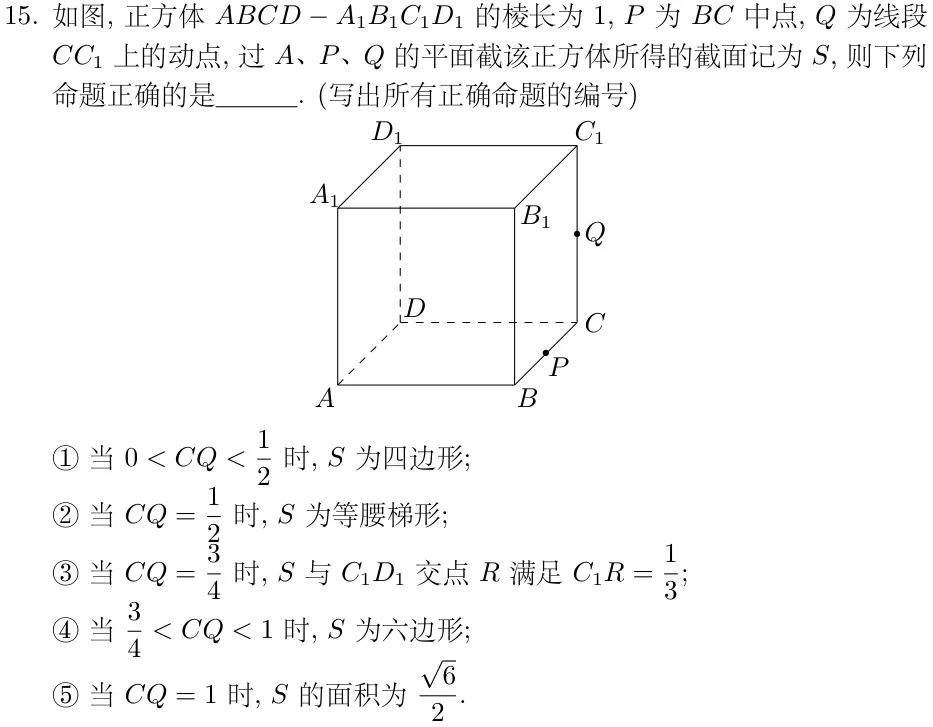 15. 如图, 正方体 ABCD − A₁B₁C₁D₁ 的棱长为 1, P 为 BC 中点, Q 为线段
CC₁ 上的动点, 过 A、P、Q 的平面截该正方体所得的截面记为 S, 则下列
命题正确的是______. (写出所有正确命题的编号)
D₁
C₁
A₁
B₁
Q
D
C
P
A
B
① 当 0 < CQ < 1/2 时, S 为四边形;
② 当 CQ = 1/2 时, S 为等腰梯形;
③ 当 CQ = 3/4 时, S 与 C₁D₁ 交点 R 满足 C₁R = 1/3;
④ 当 3/4 < CQ < 1 时, S 为六边形;
⑤ 当 CQ = 1 时, S 的面积为 √6/2.